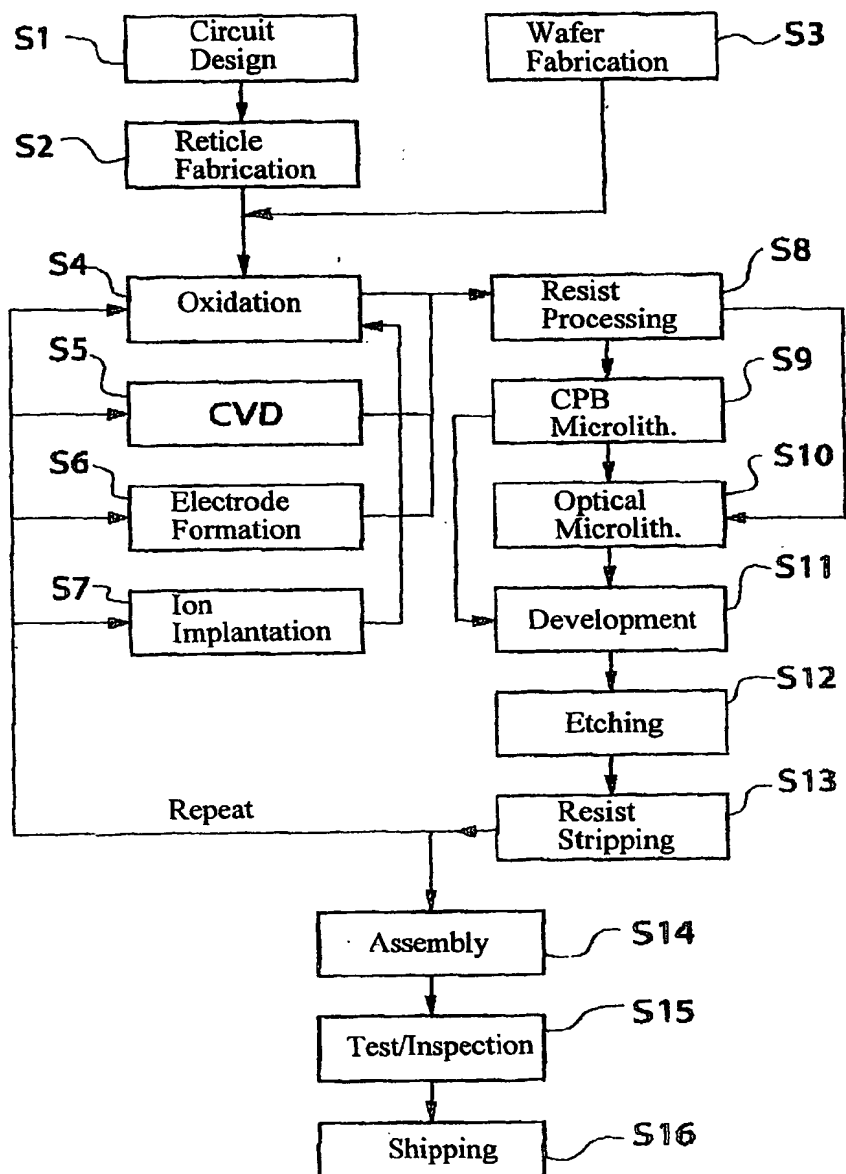 S1
Circuit
Design
Wafer
Fabrication
S3
S2
Reticle
Fabrication
S4
Oxidation
Resist
Processing
S8
S5
CVD
CPB
Microlith.
S9
S6
Electrode
Formation
Optical
Microlith.
S10
S7
Ion
Implantation
Development
S11
Etching
S12
Repeat
Resist
Stripping
S13
Assembly
S14
Test/Inspection
S15
Shipping
S16